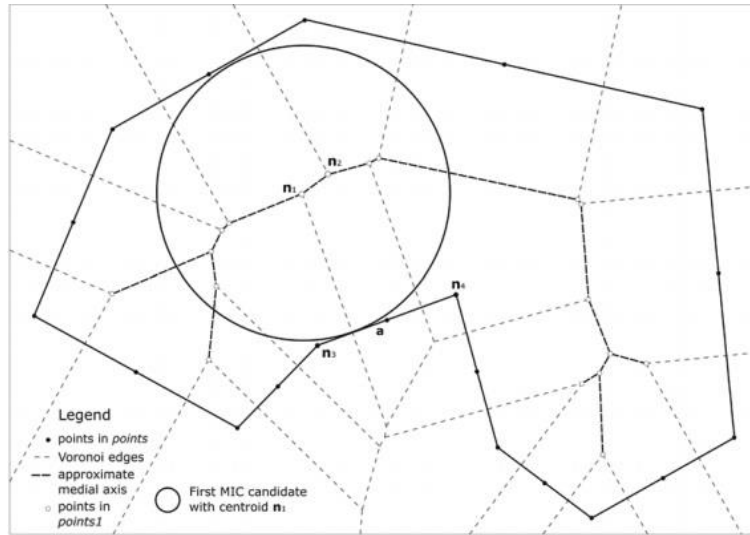 n₂
n₁
n₄
a
n₃
Legend
points in points
Voronoi edges
approximate
medial axis
points in
points1
First MIC candidate
with centroid n₁